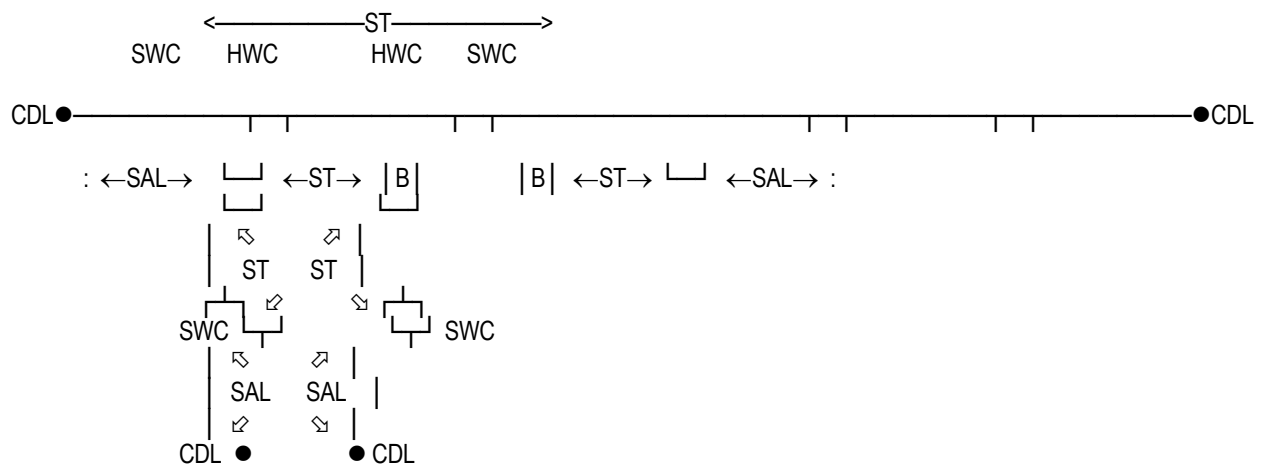 ST
SWC HWC HWC SWC
CDL CDL
: ←SAL→ ←ST→ B B ←ST→ ←SAL→ :
ST ST
SWC SWC
SAL SAL
CDL CDL